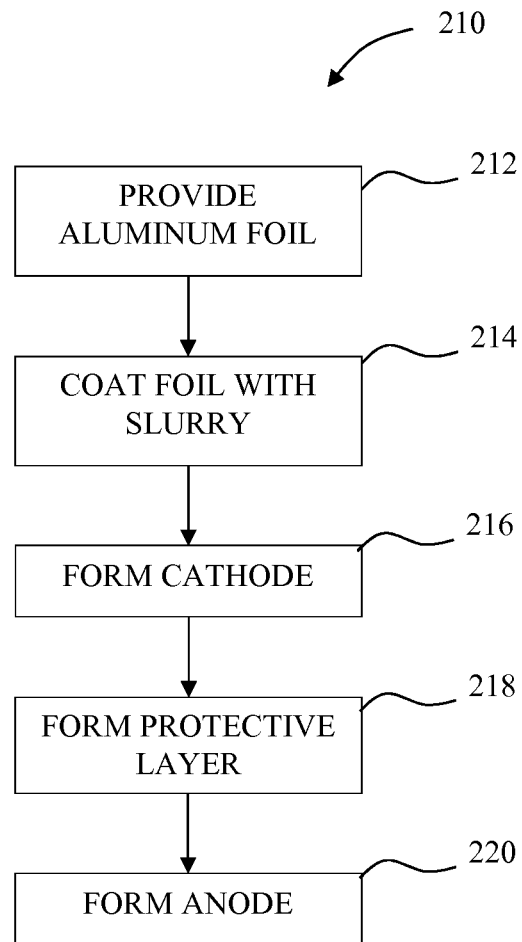 210
212
PROVIDE
ALUMINUM FOIL
214
COAT FOIL WITH
SLURRY
216
FORM CATHODE
218
FORM PROTECTIVE
LAYER
220
FORM ANODE